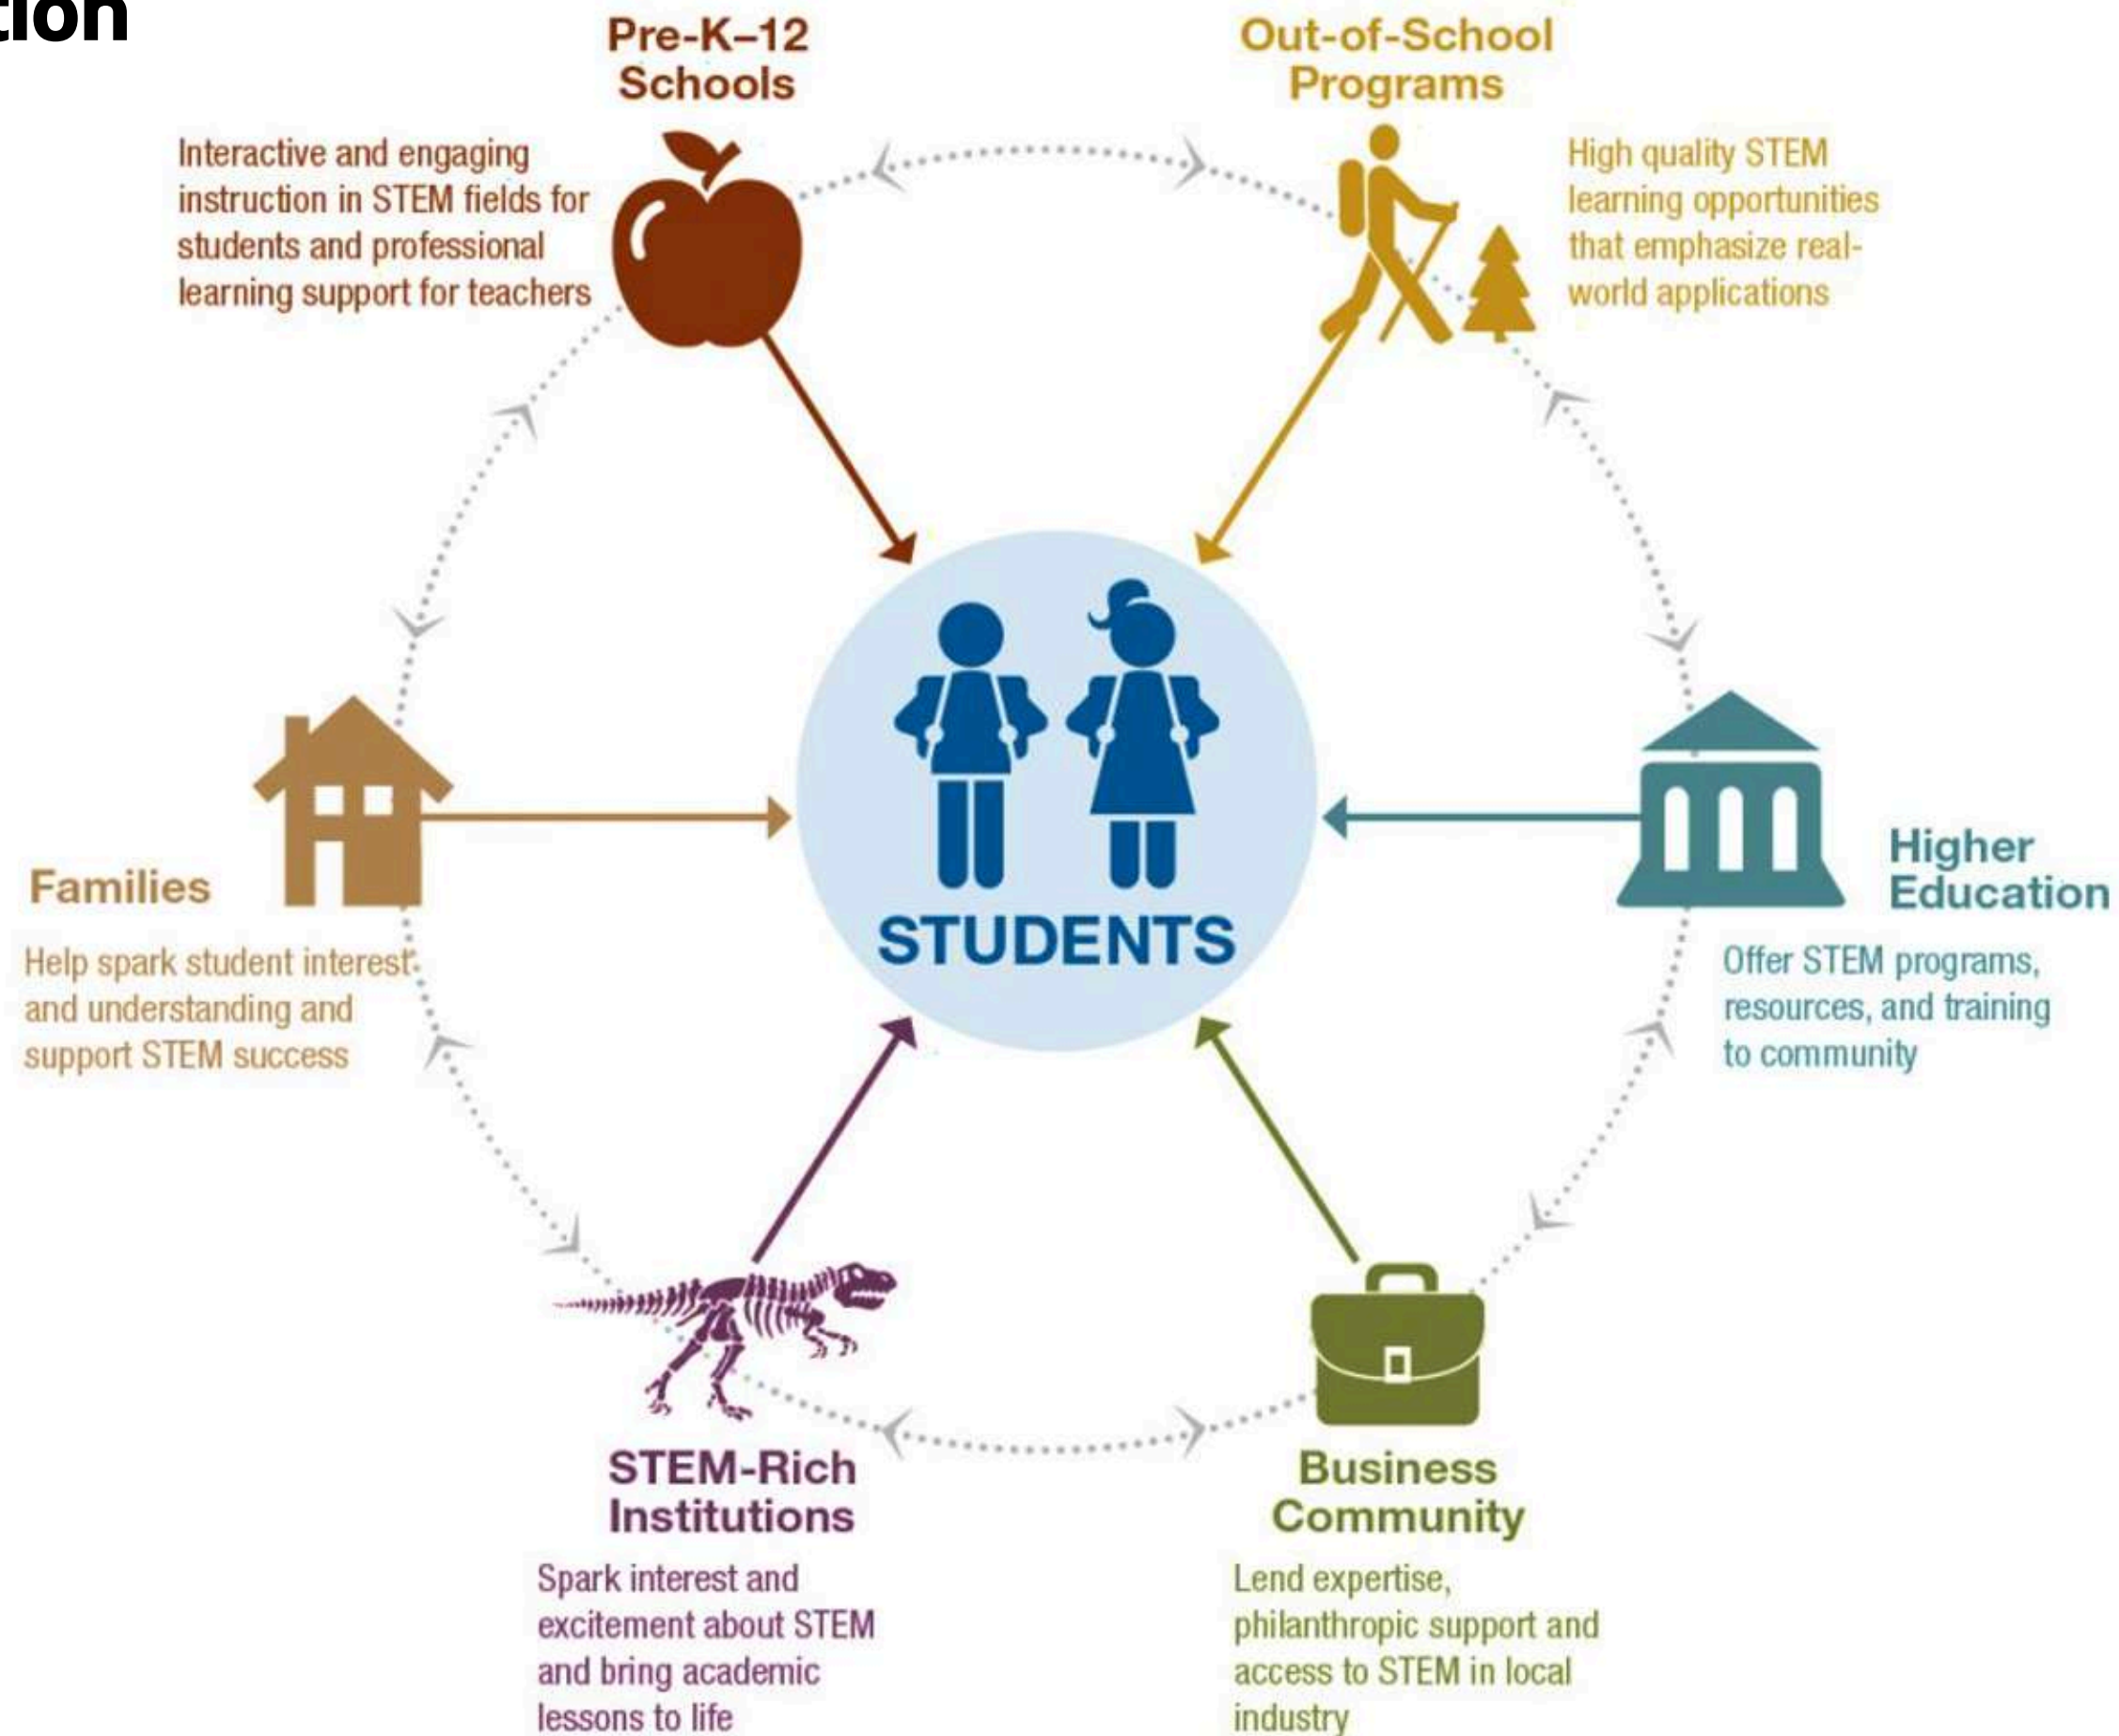 tion
Pre-K–12
Schools
Interactive and engaging
instruction in STEM fields for
students and professional
learning support for teachers
Out-of-School
Programs
High quality STEM
learning opportunities
that emphasize real-
world applications
Families
Help spark student interest
and understanding and
support STEM success
STUDENTS
Higher
Education
Offer STEM programs,
resources, and training
to community
STEM-Rich
Institutions
Spark interest and
excitement about STEM
and bring academic
lessons to life
Business
Community
Lend expertise,
philanthropic support and
access to STEM in local
industry